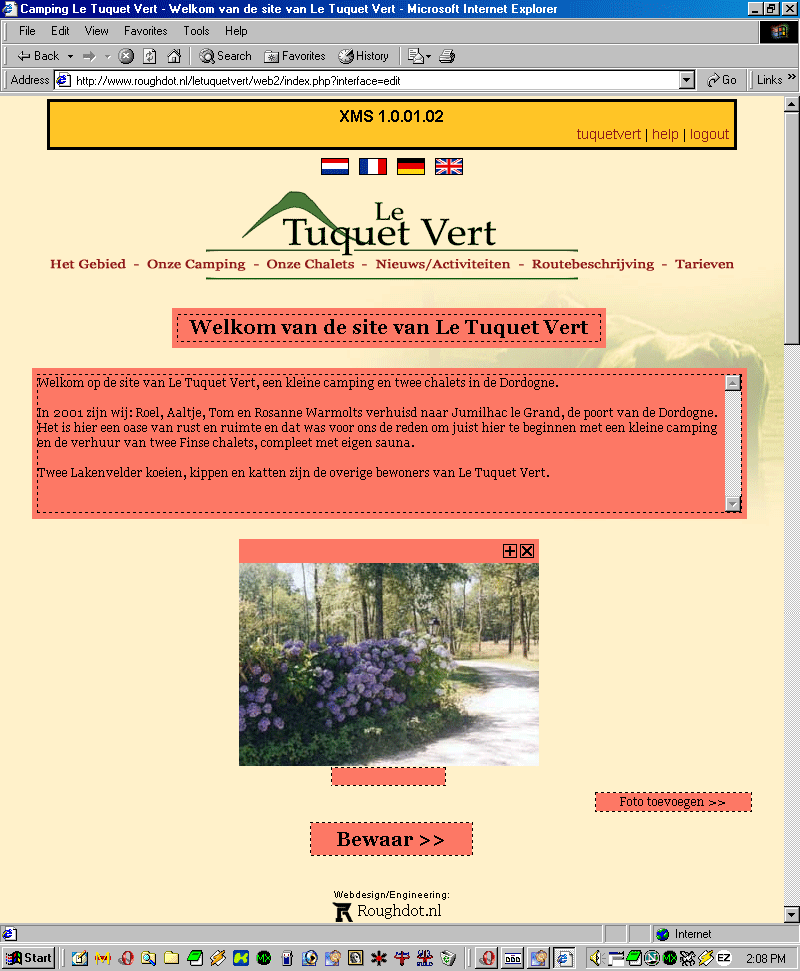 Camping Le Tuquet Vert - Welkom van de site van Le Tuquet Vert - Microsoft Internet Explorer
File Edit View Favorites Tools Help
Back Search Favorites History
Address http://www.roughdot.nl/letuquetvert/web2/index.php?interface=edit Go Links »
XMS 1.0.01.02
tuquetvert | help | logout
Le
Tuquet Vert
Het Gebied - Onze Camping - Onze Chalets - Nieuws/Activiteiten - Routebeschrijving - Tarieven
Welkom van de site van Le Tuquet Vert
Welkom op de site van Le Tuquet Vert, een kleine camping en twee chalets in de Dordogne.
In 2001 zijn wij: Roel, Aaltje, Tom en Rosanne Warmolts verhuisd naar Jumilhac le Grand, de poort van de Dordogne.
Het is hier een oase van rust en ruimte en dat was voor ons de reden om juist hier te beginnen met een kleine camping
en de verhuur van twee Finse chalets, compleet met eigen sauna.
Twee Lakenvelder koeien, kippen en katten zijn de overige bewoners van Le Tuquet Vert.
Foto toevoegen >>
Bewaar >>
Webdesign/Engineering:
Roughdot.nl
Internet
Start EZ 2:08 PM